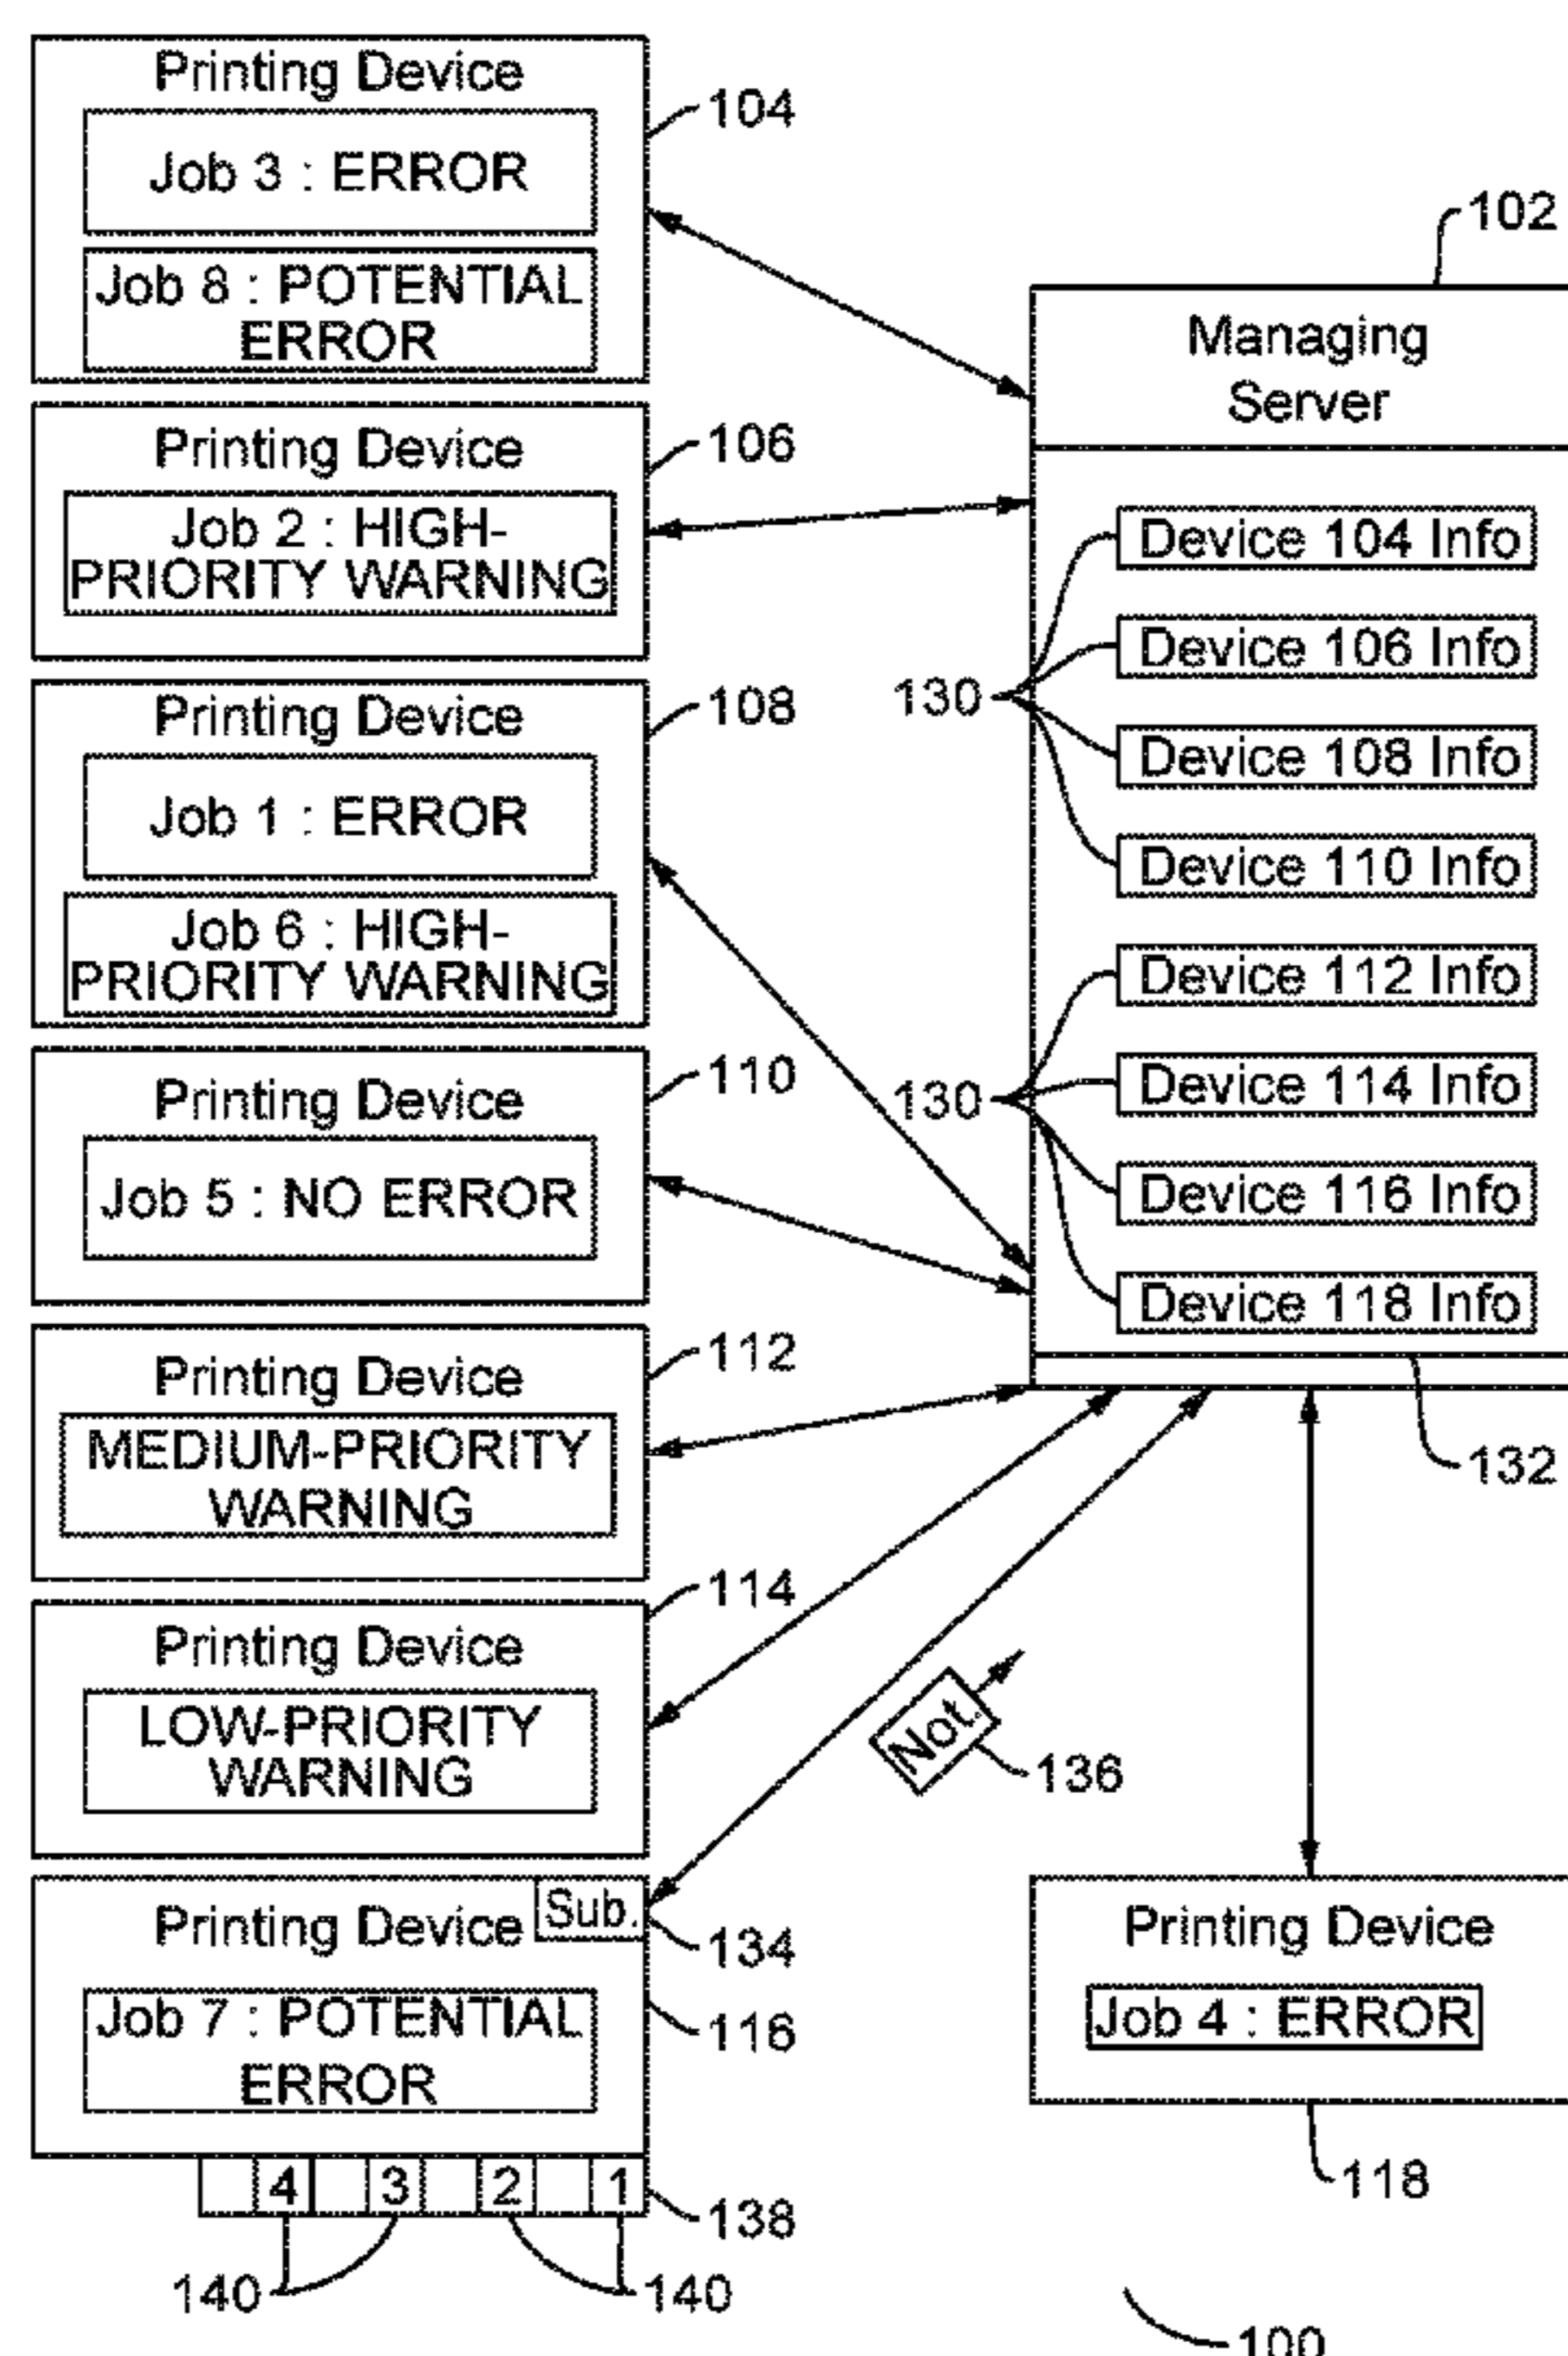 Printing Device
104
Job 3 : ERROR
Job 8 : POTENTIAL
ERROR
Printing Device
106
Job 2 : HIGH-
PRIORITY WARNING
Printing Device
108
Job 1 : ERROR
Job 6 : HIGH-
PRIORITY WARNING
Printing Device
110
Job 5 : NO ERROR
Printing Device
112
MEDIUM-PRIORITY
WARNING
114
Printing Device
LOW-PRIORITY
WARNING
Printing Device
Sub.
134
Job 7 : POTENTIAL
ERROR
116
4
3
2
1
138
140
140
102
Managing
Server
Device 104 Info
Device 106 Info
130
Device 108 Info
Device 110 Info
Device 112 Info
130
Device 114 Info
Device 116 Info
Device 118 Info
132
Not.
136
Printing Device
Job 4 : ERROR
118
100